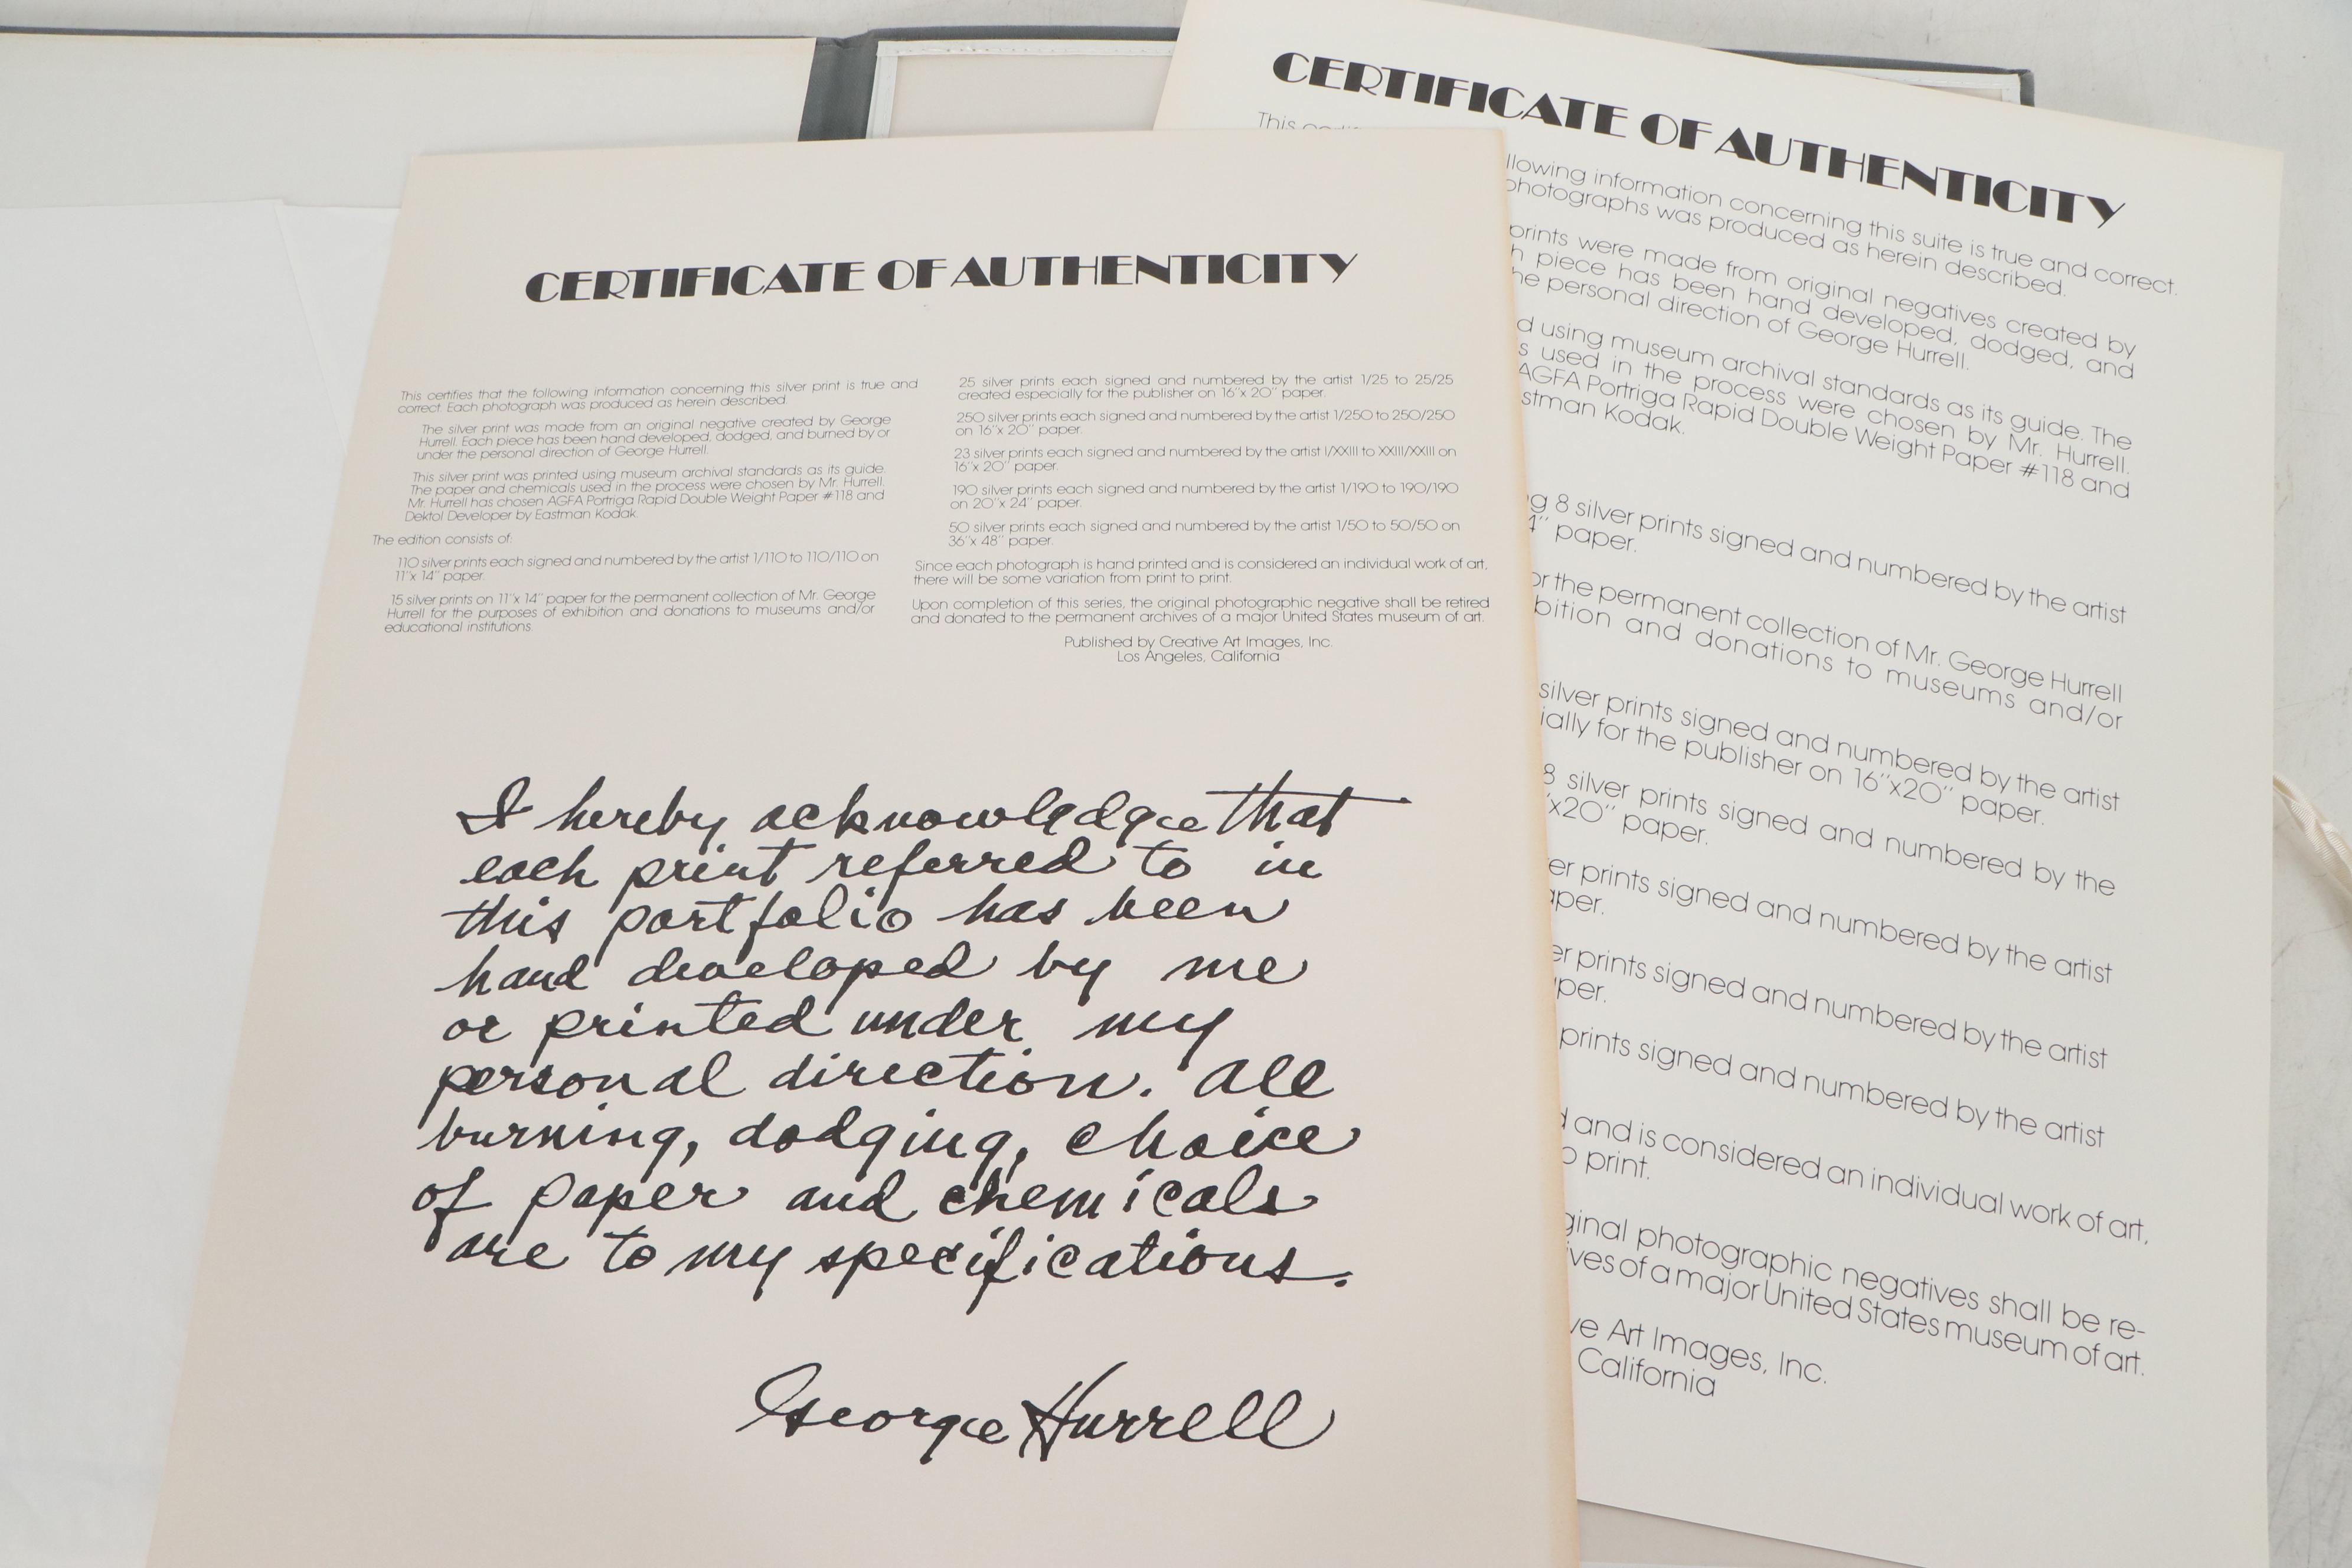 CERTIFICATE OF AUTHENTICITY
This certifies that the following information concerning this silver print is true and
correct. Each photograph was produced as herein described.
The silver print was made from an original negative created by George
Hurrell. Each piece has been hand developed, dodged, and burned by or
under the personal direction of George Hurrell.
This silver print was printed using museum archival standards as its guide.
The paper and chemicals used in the process were chosen by Mr. Hurrell.
Mr. Hurrell has chosen AGFA Portriga Rapid Double Weight Paper #118 and
Dektol Developer by Eastman Kodak.
The edition consists of:
110 silver prints each signed and numbered by the artist 1/110 to 110/110 on
11"x 14" paper.
15 silver prints on 11"x 14" paper for the permanent collection of Mr. George
Hurrell for the purposes of exhibition and donations to museums and/or
educational institutions.
25 silver prints each signed and numbered by the artist 1/25 to 25/25
created especially for the publisher on 16"x 20" paper.
250 silver prints each signed and numbered by the artist 1/250 to 250/250
on 16"x 20" paper.
23 silver prints each signed and numbered by the artist I/XXIII to XXIII/XXIII on
16"x 20" paper.
190 silver prints each signed and numbered by the artist 1/190 to 190/190
on 20"x 24" paper.
50 silver prints each signed and numbered by the artist 1/50 to 50/50 on
36"x 48" paper.
Since each photograph is hand printed and is considered an individual work of art,
there will be some variation from print to print.
Upon completion of this series, the original photographic negative shall be retired
and donated to the permanent archives of a major United States museum of art.
Published by Creative Art Images, Inc.
Los Angeles, California
I hereby acknowledge that
each print referred to in
this portfolio has been
hand developed by me
or printed under my
personal direction. All
burning, dodging, choice
of paper and chemicals
are to my specifications.
George Hurrell
CERTIFICATE OF AUTHENTICITY
This
llowing information concerning this suite is true and correct.
photographs was produced as herein described.
prints were made from original negatives created by
piece has been hand developed, dodged, and
he personal direction of George Hurrell.
d using museum archival standards as its guide. The
s used in the process were chosen by Mr. Hurrell.
AGFA Portriga Rapid Double Weight Paper #118 and
stman Kodak.
g 8 silver prints signed and numbered by the artist
4" paper.
or the permanent collection of Mr. George Hurrell
bition and donations to museums and/or
silver prints signed and numbered by the artist
ially for the publisher on 16"x20" paper.
8 silver prints signed and numbered by the
"x20" paper.
er prints signed and numbered by the artist
aper.
er prints signed and numbered by the artist
per.
prints signed and numbered by the artist
d and is considered an individual work of art,
o print.
ginal photographic negatives shall be re-
ves of a major United States museum of art.
ve Art Images, Inc.
California